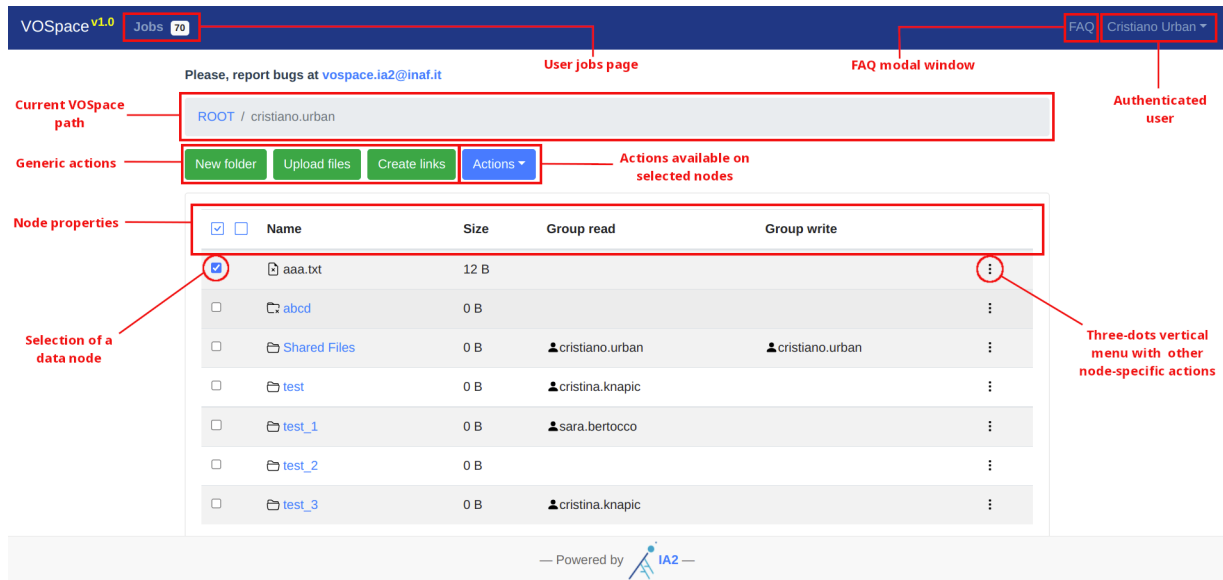 VOSpace v1.0 Jobs 70 FAQ Cristiano Urban
User jobs page
FAQ modal window
Authenticated
user
Please, report bugs at vospace.ia2@inaf.it
Current VOSpace
path
ROOT / cristiano.urban
Generic actions
New folder Upload files Create links Actions
Actions available on
selected nodes
Node properties
Name Size Group read Group write
aaa.txt 12 B
abcd 0 B
Selection of a
data node
Shared Files 0 B cristiano.urban cristiano.urban
Three-dots vertical
menu with other
node-specific actions
test 0 B cristina.knapic
test_1 0 B sara.bertocco
test_2 0 B
test_3 0 B cristina.knapic
— Powered by IA2 —